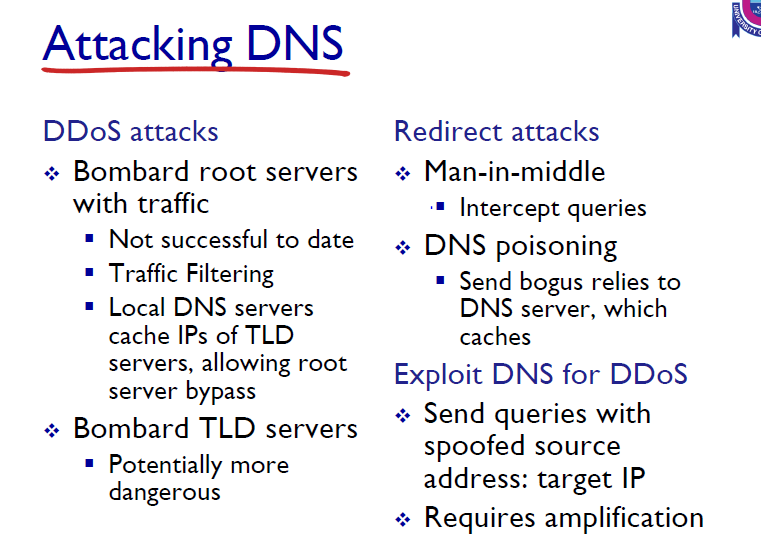 Attacking DNS
DDoS attacks
Bombard root servers
with traffic
Not successful to date
Traffic Filtering
Local DNS servers
cache IPs of TLD
servers, allowing root
server bypass
Bombard TLD servers
Potentially more
dangerous
Redirect attacks
Man-in-middle
Intercept queries
DNS poisoning
Send bogus relies to
DNS server, which
caches
Exploit DNS for DDoS
Send queries with
spoofed source
address: target IP
Requires amplification